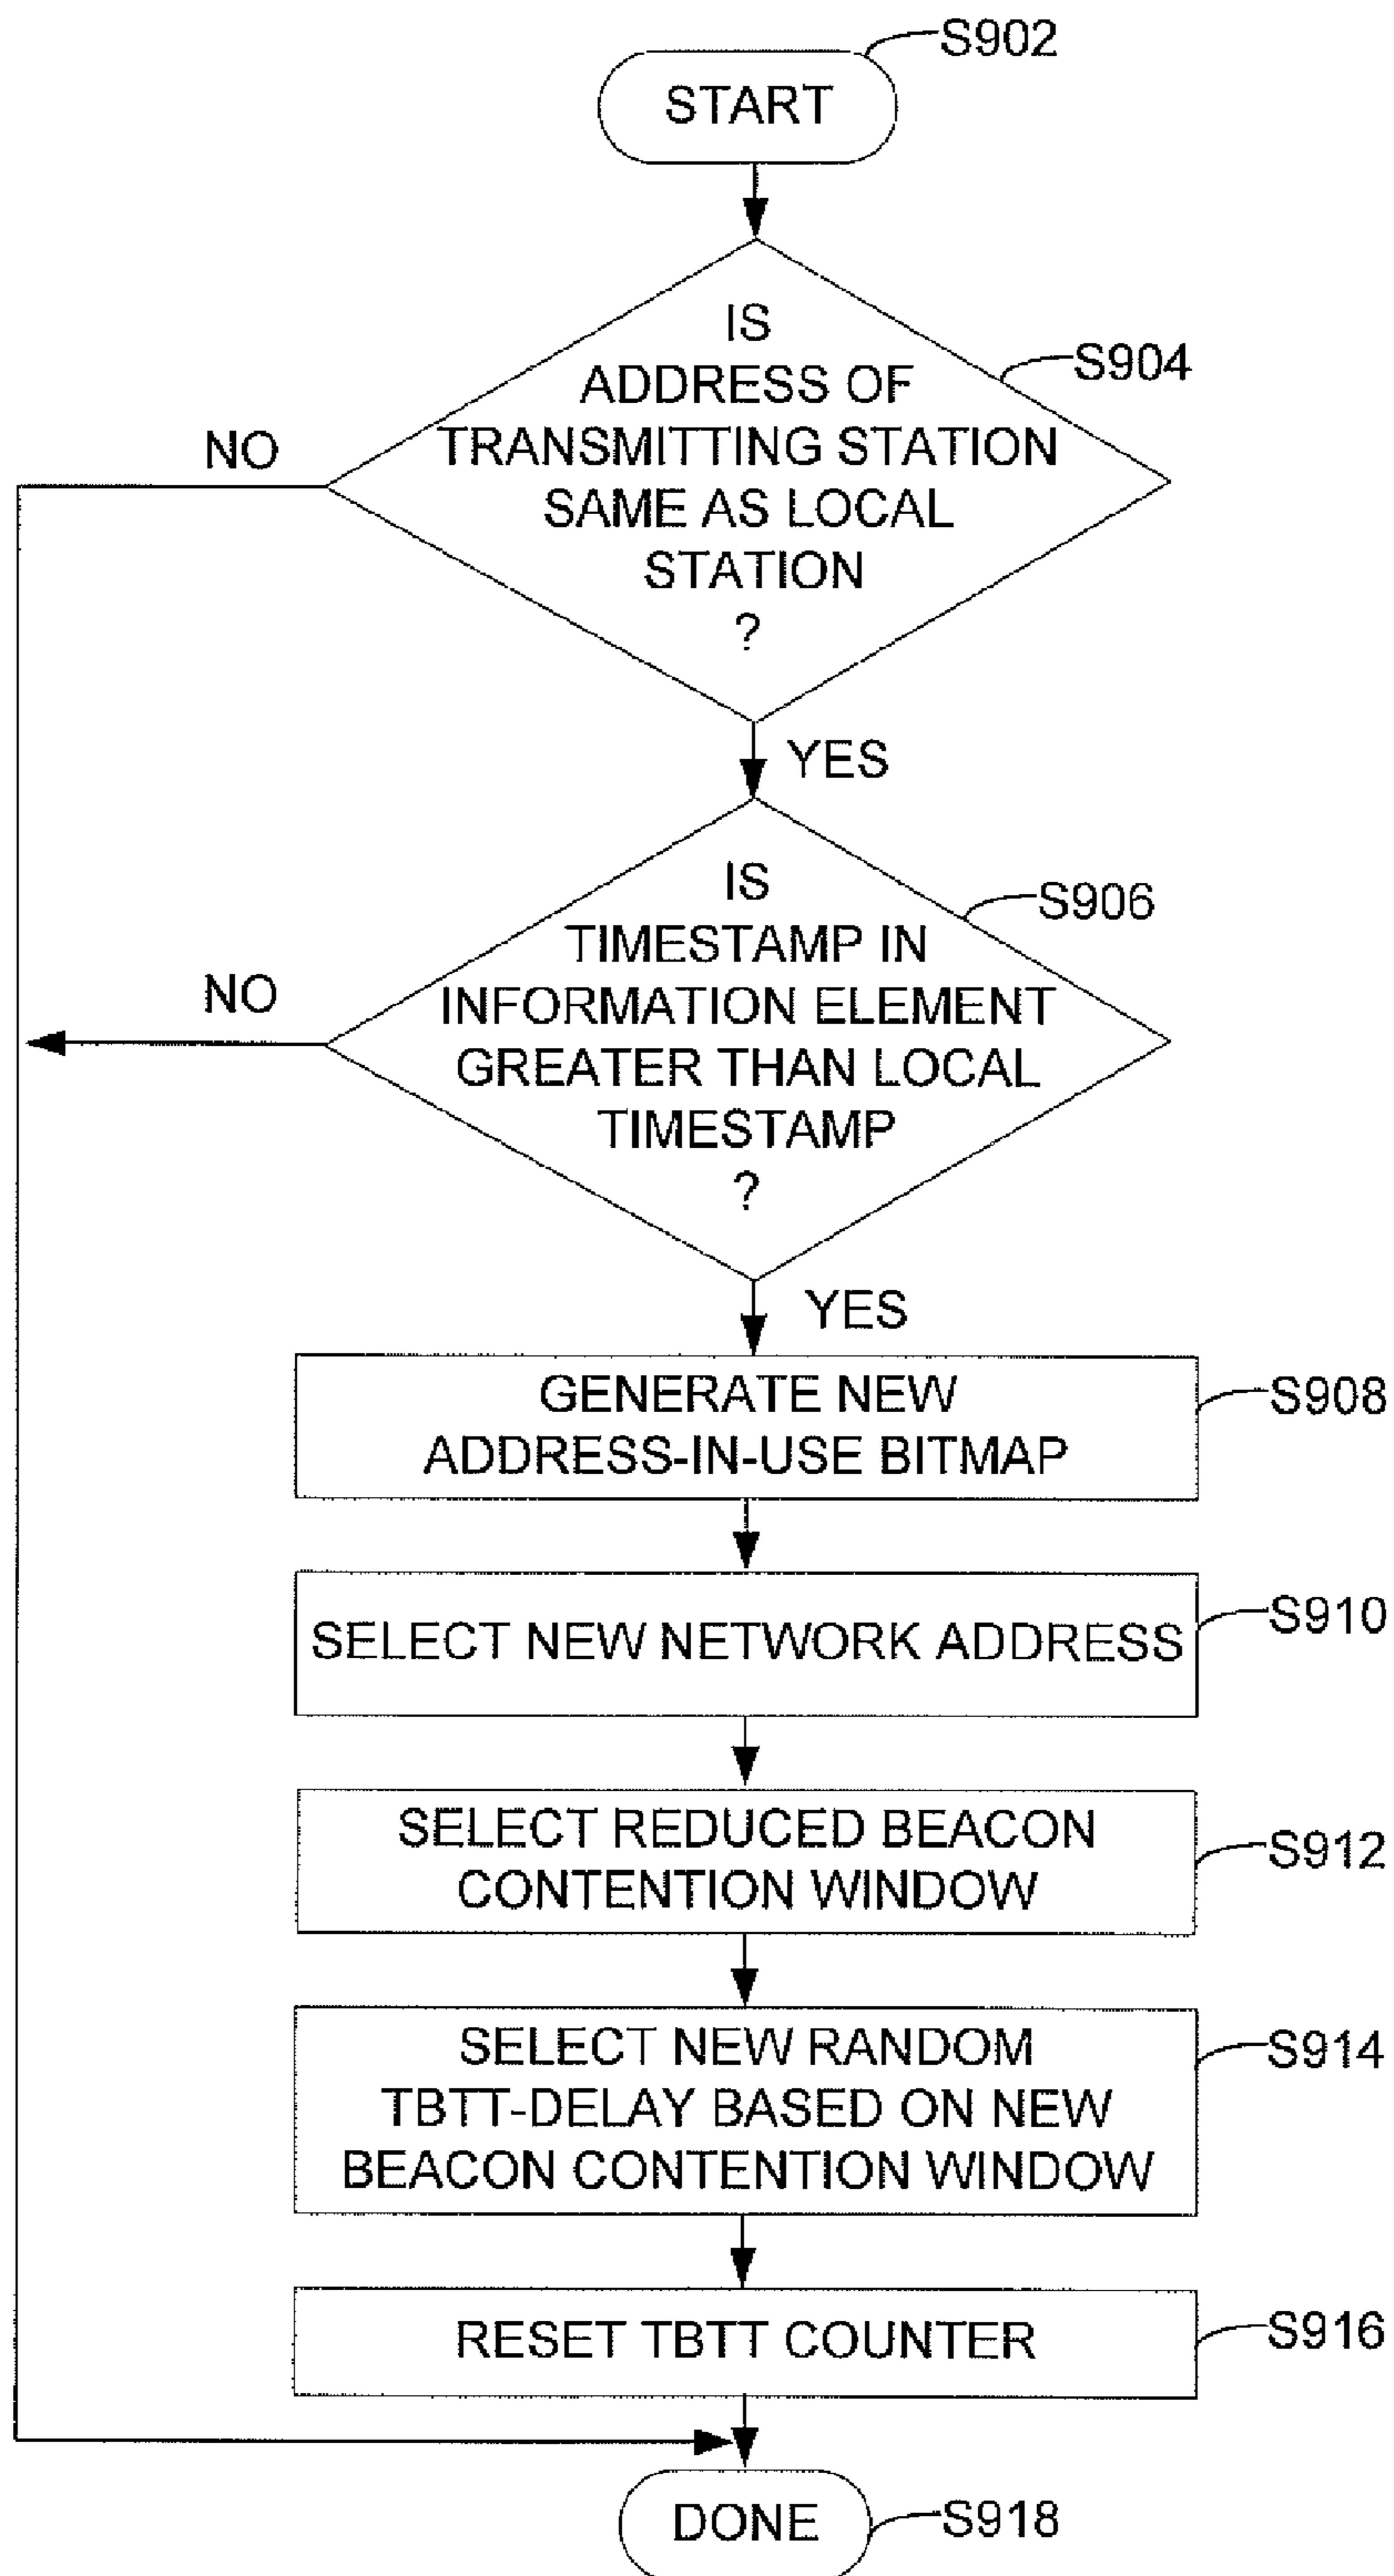 S902
START
IS
ADDRESS OF
TRANSMITTING STATION
SAME AS LOCAL
STATION
?
S904
NO
YES
IS
TIMESTAMP IN
INFORMATION ELEMENT
GREATER THAN LOCAL
TIMESTAMP
?
S906
NO
YES
GENERATE NEW
ADDRESS-IN-USE BITMAP
S908
SELECT NEW NETWORK ADDRESS
S910
SELECT REDUCED BEACON
CONTENTION WINDOW
S912
SELECT NEW RANDOM
TBTT-DELAY BASED ON NEW
BEACON CONTENTION WINDOW
S914
RESET TBTT COUNTER
S916
DONE
S918